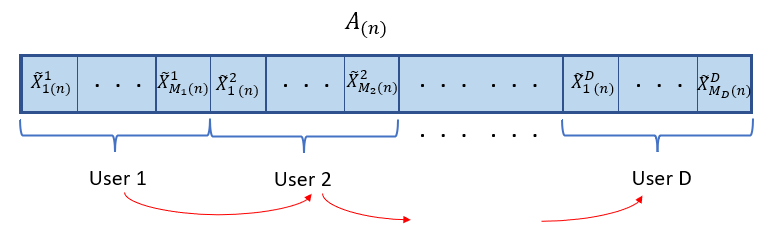 A_{(n)}
X̃^1_{1(n)} . . . X̃^1_{M_1(n)} X̃^2_{1(n)} . . . X̃^2_{M_2(n)} . . . . . . X̃^D_{1(n)} . . . X̃^D_{M_D(n)}
. . . . . .
User 1 User 2 User D